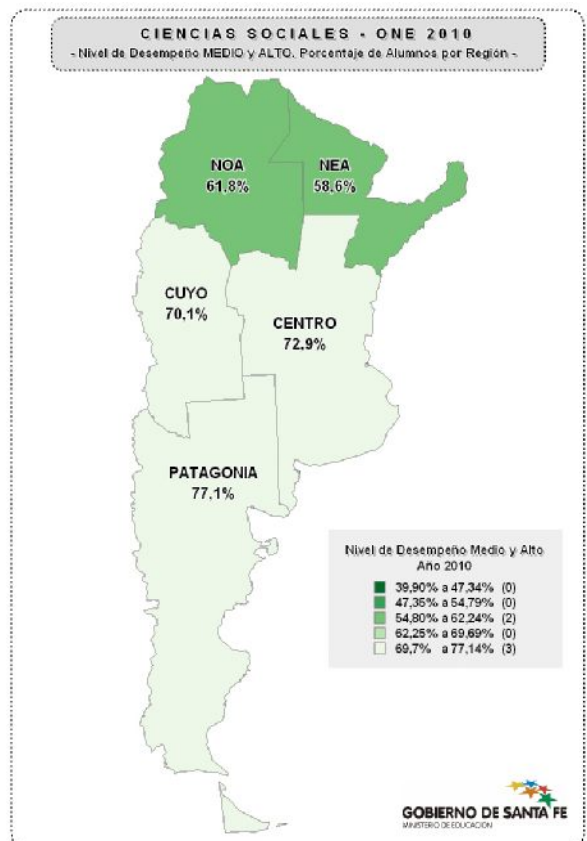 CIENCIAS SOCIALES - ONE 2010
- Nivel de Desempeño MEDIO y ALTO. Porcentaje de Alumnos por Región -
NOA
61,8%
NEA
58,6%
CUYO
70,1%
CENTRO
72,9%
PATAGONIA
77,1%
Nivel de Desempeño Medio y Alto
Año 2010
39,90% a 47,34% (0)
47,35% a 54,79% (0)
54,80% a 62,24% (2)
62,25% a 69,69% (0)
69,7% a 77,14% (3)
GOBIERNO DE SANTA FE
MINISTERIO DE EDUCACIÓN